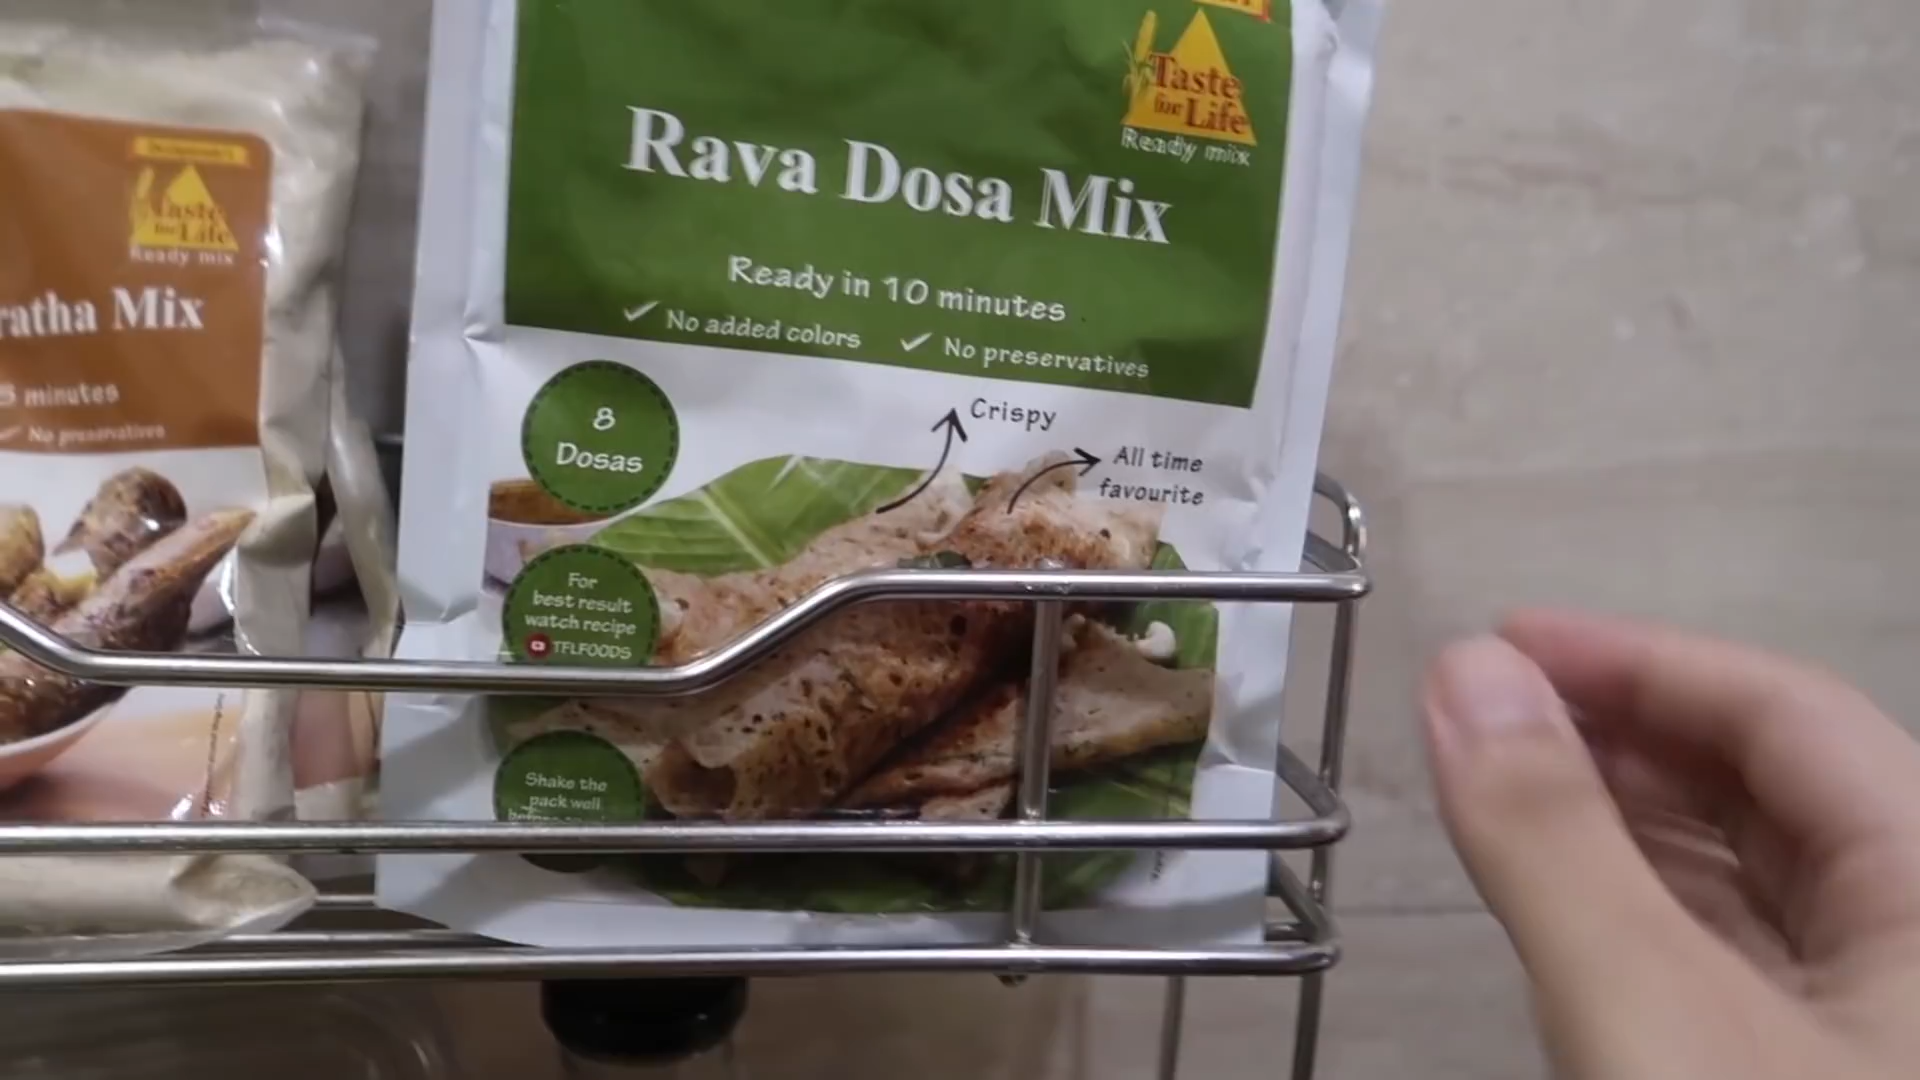 Taste
for Life
Ready mix
Rava Dosa Mix
Ready in 10 minutes
No added colors
No preservatives
8
Dosas
Crispy
All time
favourite
For
best result
watch recipe
TFLFOODS
Shake the
pack well
Taste
for Life
Ready mix
ratha Mix
minutes
No preservatives